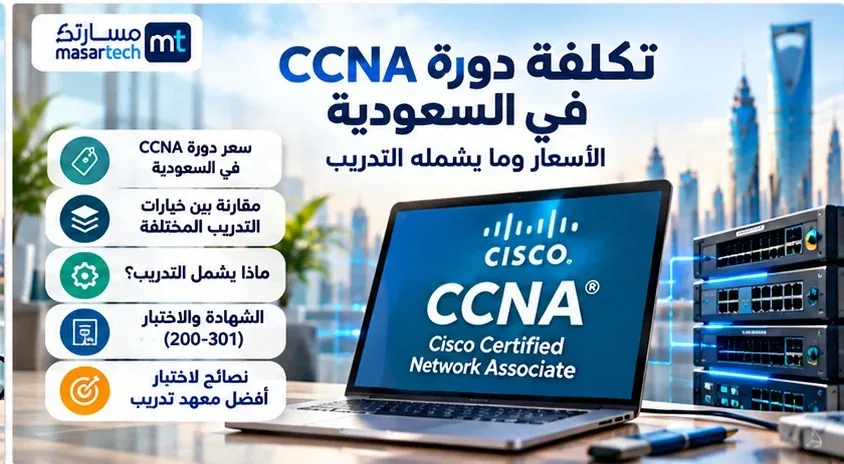 مسارتك
masartech
mt
تكلفة دورة CCNA
في السعودية
الأسعار وما يشمله التدريب
سعر دورة CCNA
في السعودية
مقارنة بين خيارات
التدريب المختلفة
ماذا يشمل التدريب؟
الشهادة والاختبار
(200-301)
نصائح لاختبار
أفضل معهد تدريب
CISCO®
CCNA®
Cisco Certified
Network Associate